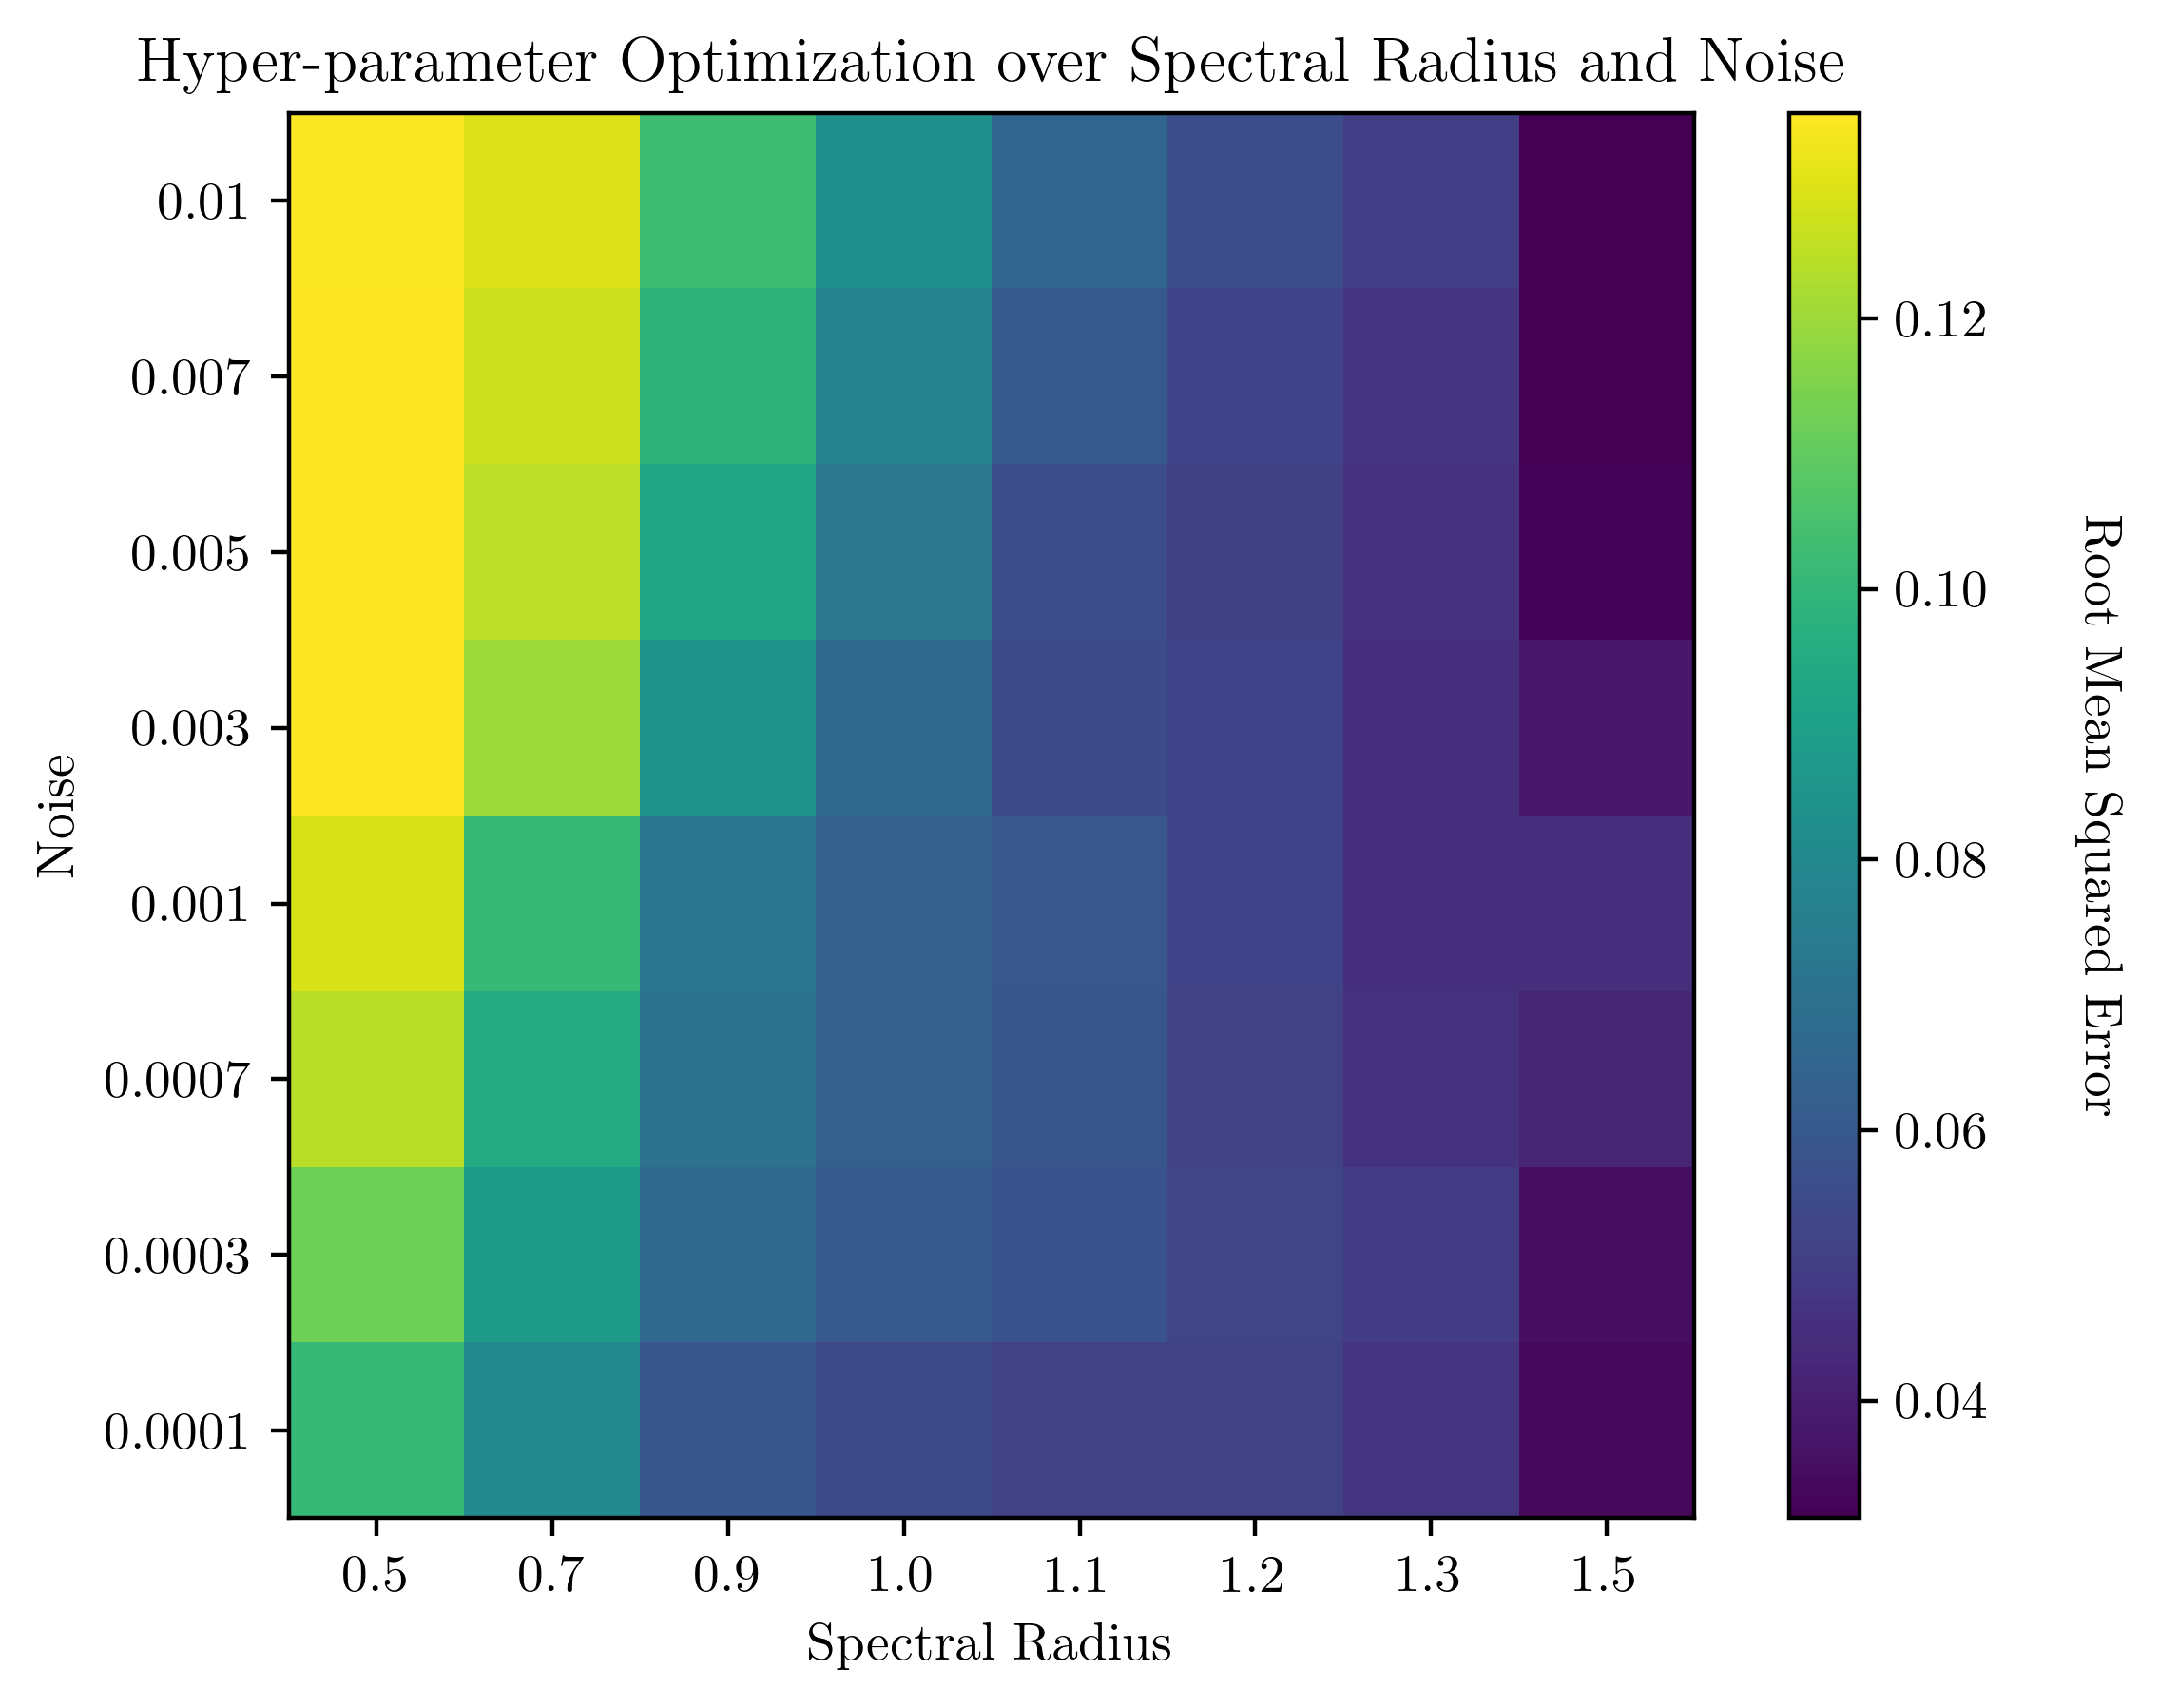 Hyper-parameter Optimization over Spectral Radius and Noise
0.01
0.007
0.005
0.003
0.001
0.0007
0.0003
0.0001
Noise
0.5 0.7 0.9 1.0 1.1 1.2 1.3 1.5
Spectral Radius
0.12
0.10
0.08
0.06
0.04
Root Mean Squared Error